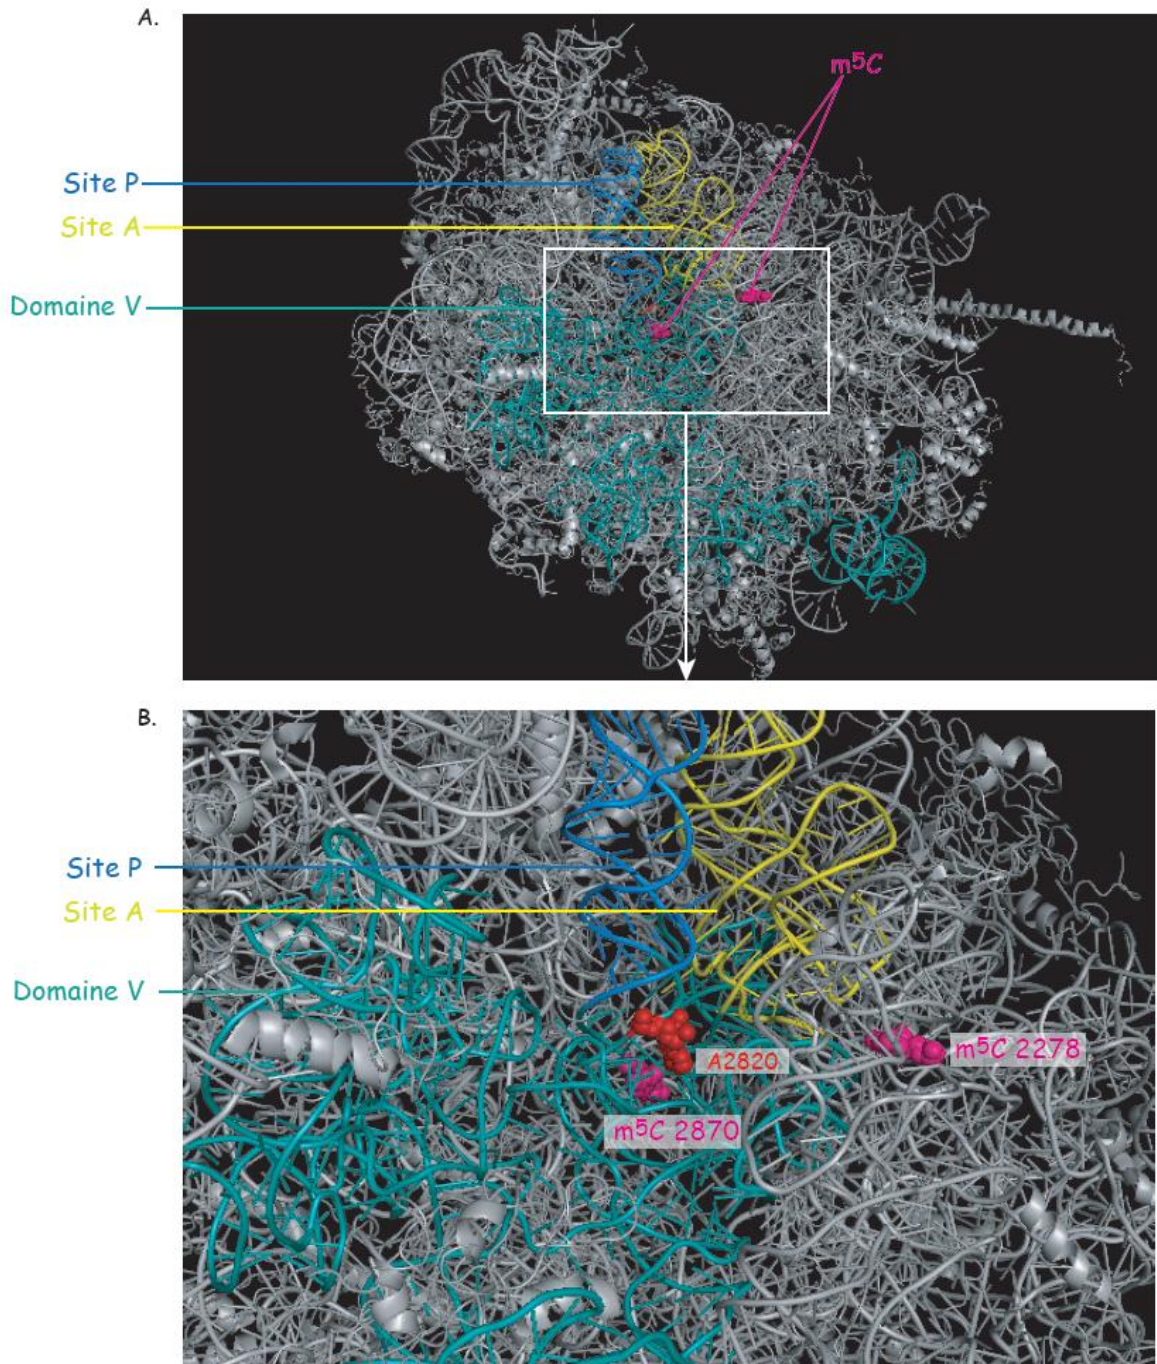 A.
m⁵C
Site P
Site A
Domaine V
B.
Site P
Site A
Domaine V
A2820
m⁵C 2278
m⁵C 2870